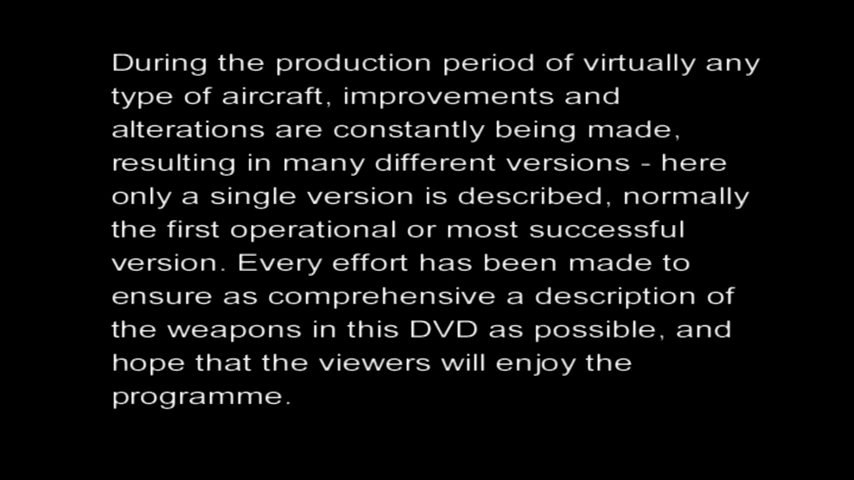 During the production period of virtually any
type of aircraft, improvements and
alterations are constantly being made,
resulting in many different versions - here
only a single version is described, normally
the first operational or most successful
version. Every effort has been made to
ensure as comprehensive a description of
the weapons in this DVD as possible, and
hope that the viewers will enjoy the
programme.